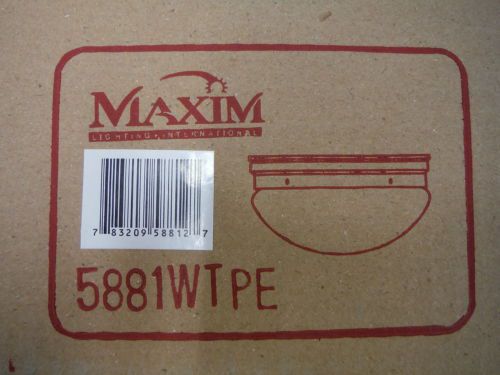 MAXIM
LIGHTING INTERNATIONAL
7 83209 58812 7
5881WTPE